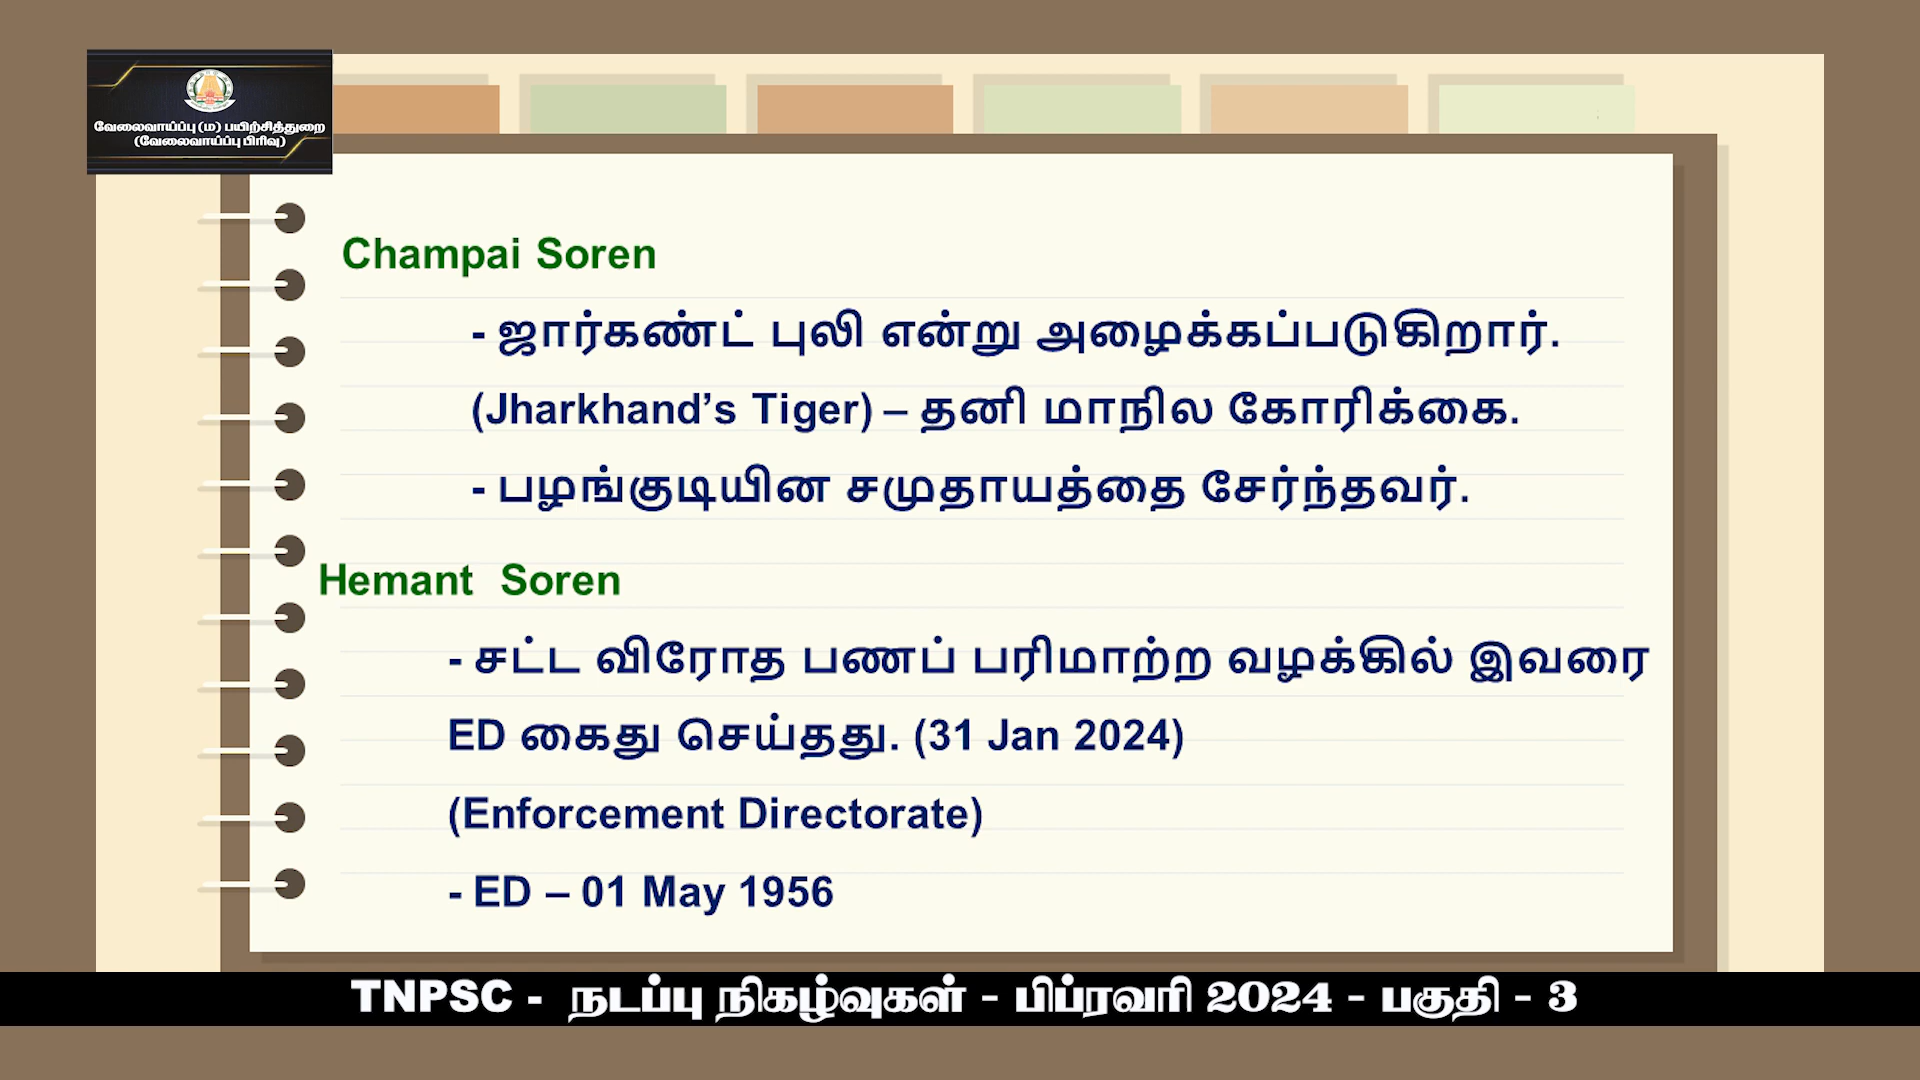 வேலைவாய்ப்பு (ம) பயிற்சித்துறை
(வேலைவாய்ப்பு பிரிவு)
Champai Soren
- ஜார்கண்ட் புலி என்று அழைக்கப்படுகிறார்.
(Jharkhand’s Tiger) – தனி மாநில கோரிக்கை.
- பழங்குடியின சமுதாயத்தை சேர்ந்தவர்.
Hemant Soren
- சட்ட விரோத பணப் பரிமாற்ற வழக்கில் இவரை
ED கைது செய்தது. (31 Jan 2024)
(Enforcement Directorate)
- ED – 01 May 1956
TNPSC - நடப்பு நிகழ்வுகள் - பிப்ரவரி 2024 - பகுதி - 3